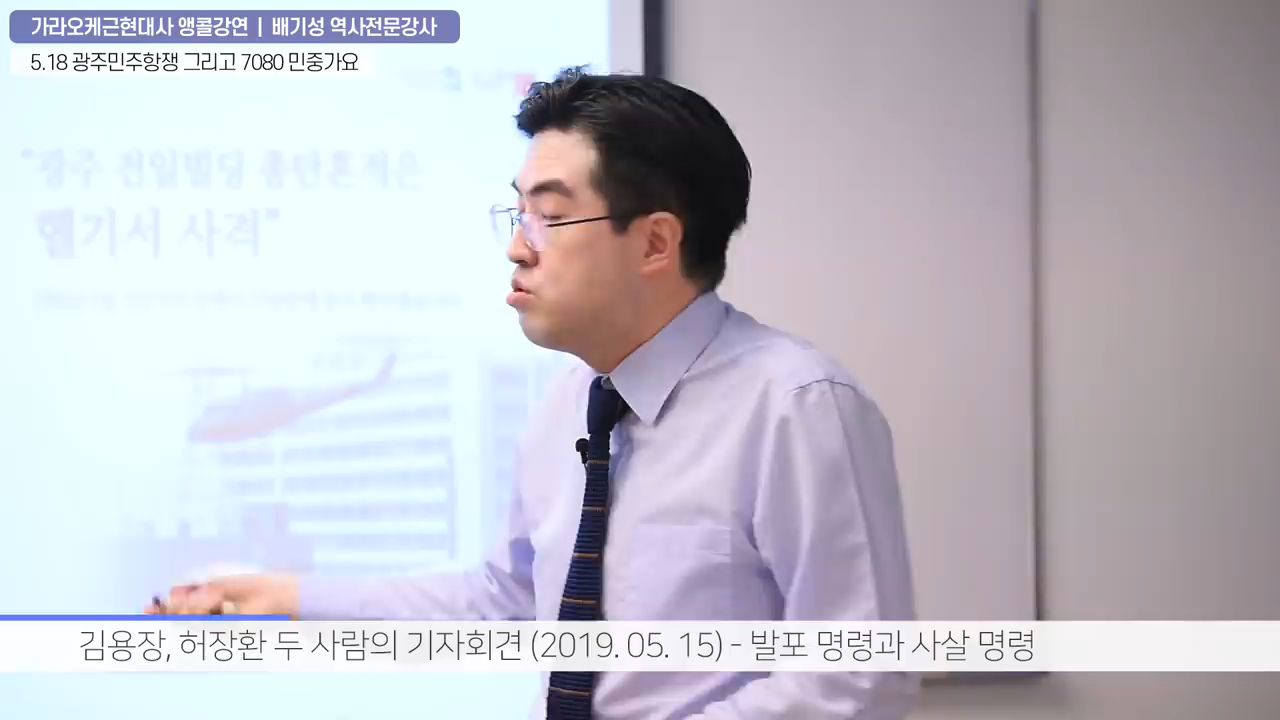 가라오케근현대사 앵콜강연 | 배기성 역사전문강사
5.18 광주민주항쟁 그리고 7080 민중가요
"광주 전일빌딩 총탄흔적은
헬기서 사격"
김용장, 허장환 두 사람의 기자회견 (2019. 05. 15) - 발포 명령과 사살 명령